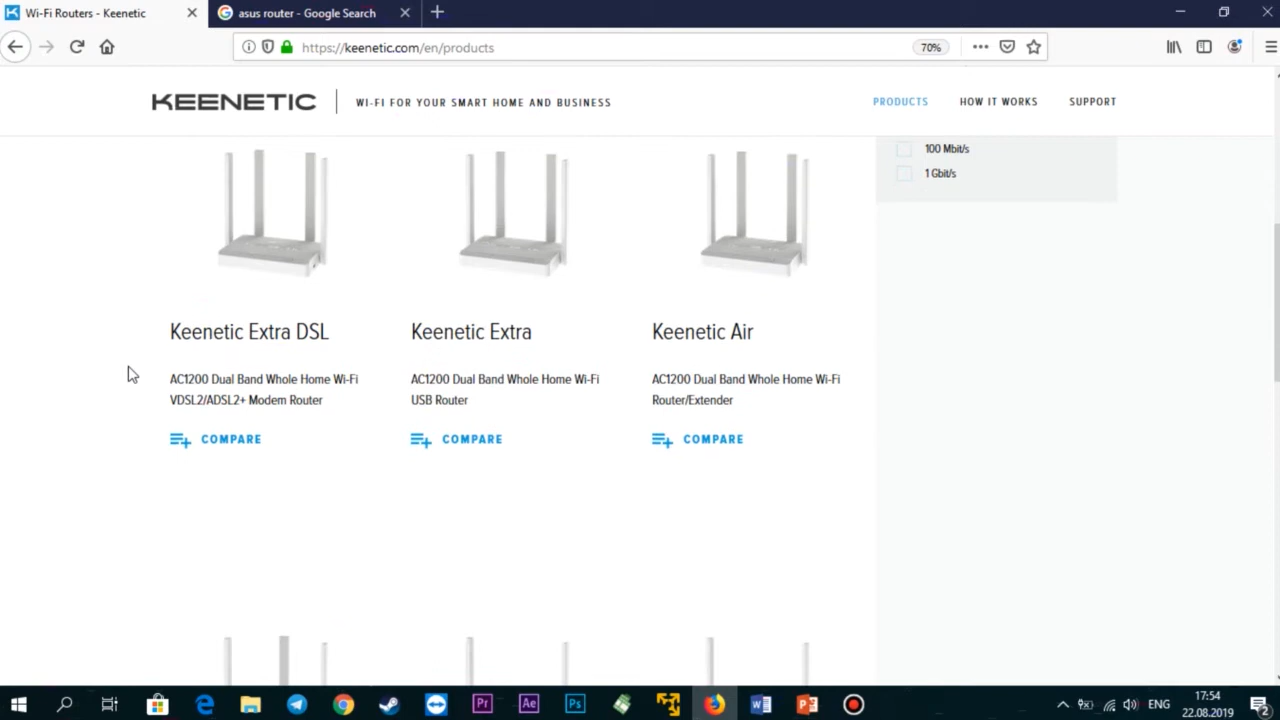 Wi-Fi Routers - Keenetic
asus router - Google Search
https://keenetic.com/en/products
70%
KEENETIC
WI-FI FOR YOUR SMART HOME AND BUSINESS
PRODUCTS
HOW IT WORKS
SUPPORT
100 Mbit/s
1 Gbit/s
Keenetic Extra DSL
AC1200 Dual Band Whole Home Wi-Fi
VDSL2/ADSL2+ Modem Router
COMPARE
Keenetic Extra
AC1200 Dual Band Whole Home Wi-Fi
USB Router
COMPARE
Keenetic Air
AC1200 Dual Band Whole Home Wi-Fi
Router/Extender
COMPARE
Pr
Ae
Ps
ENG
17:54
22.08.2019
2